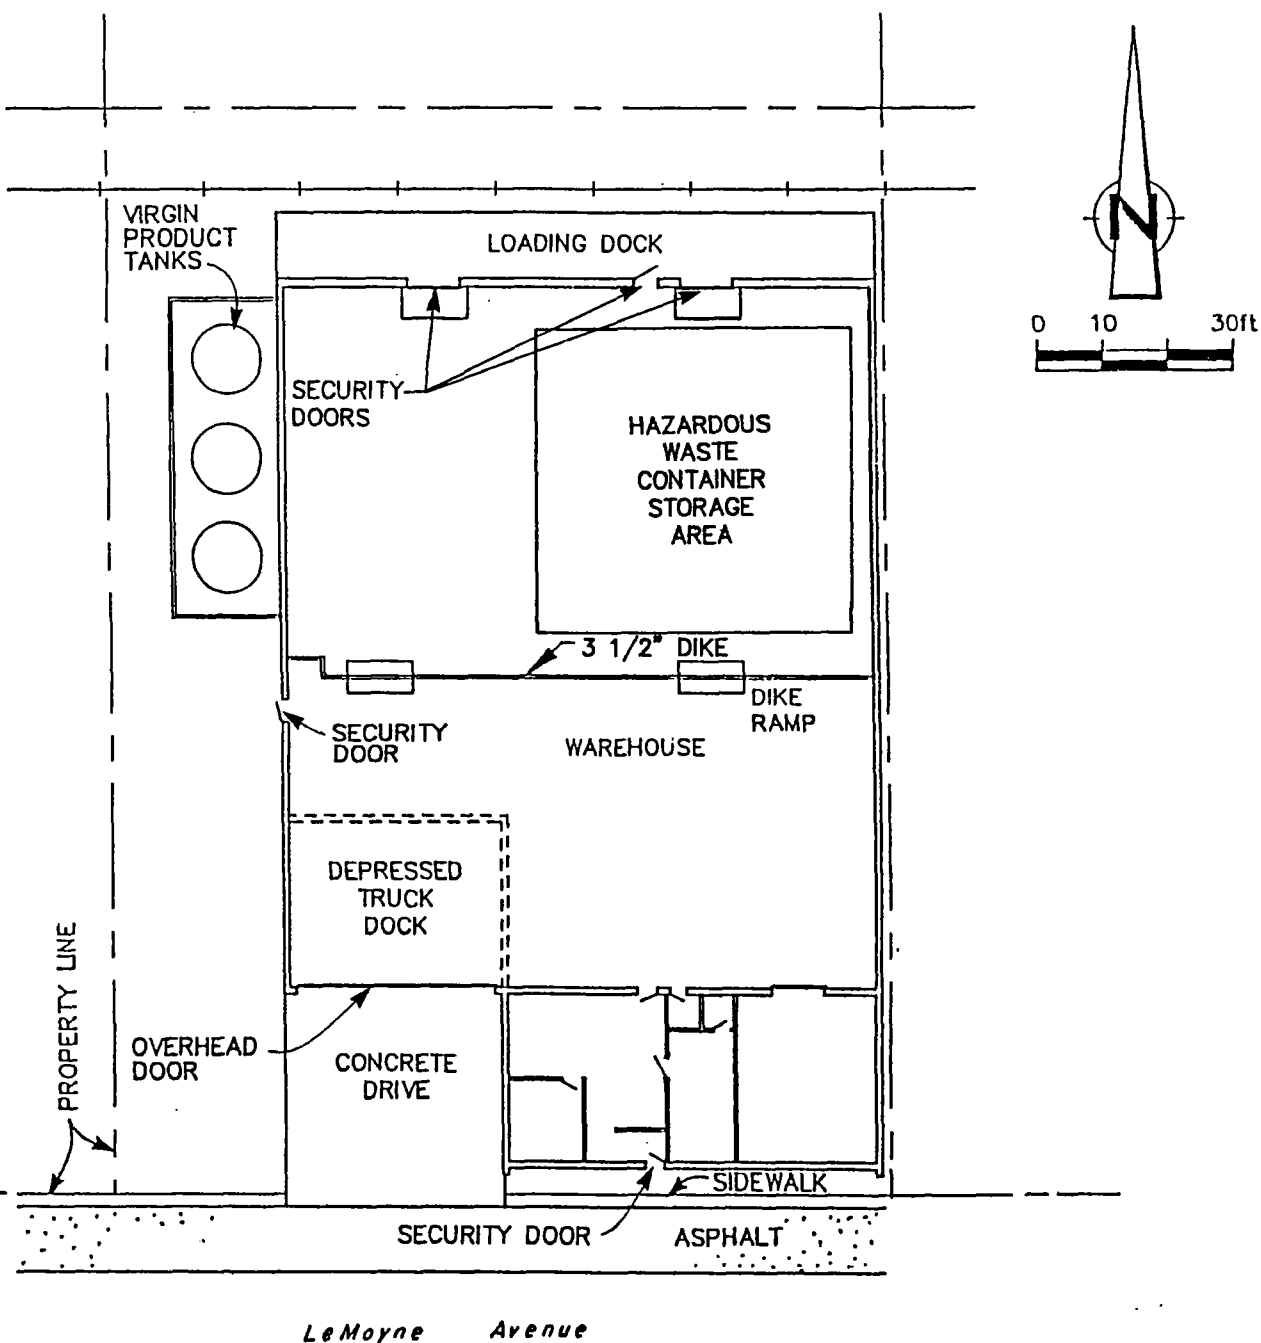 VIRGIN
PRODUCT
TANKS
LOADING DOCK
N
0 10 30ft
SECURITY
DOORS
HAZARDOUS
WASTE
CONTAINER
STORAGE
AREA
3 1/2" DIKE
DIKE
RAMP
SECURITY
DOOR
WAREHOUSE
DEPRESSED
TRUCK
DOCK
PROPERTY LINE
OVERHEAD
DOOR
CONCRETE
DRIVE
SIDEWALK
SECURITY DOOR
ASPHALT
LeMoyne Avenue